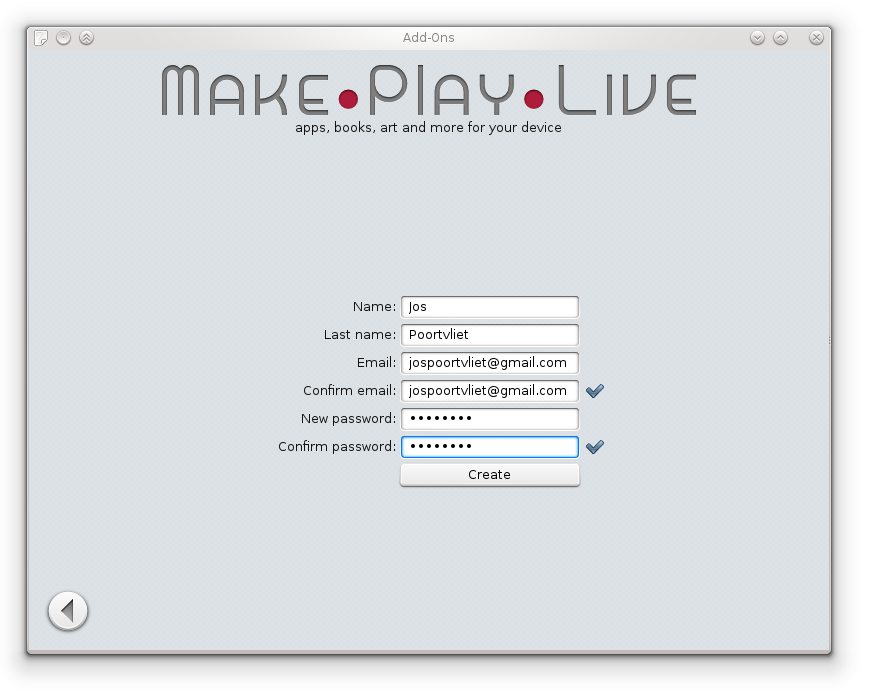 Add-Ons
Make•Play•Live
apps, books, art and more for your device
Name: Jos
Last name: Poortvliet
Email: jospoortvliet@gmail.com
Confirm email: jospoortvliet@gmail.com
New password: ••••••••
Confirm password: ••••••••
Create